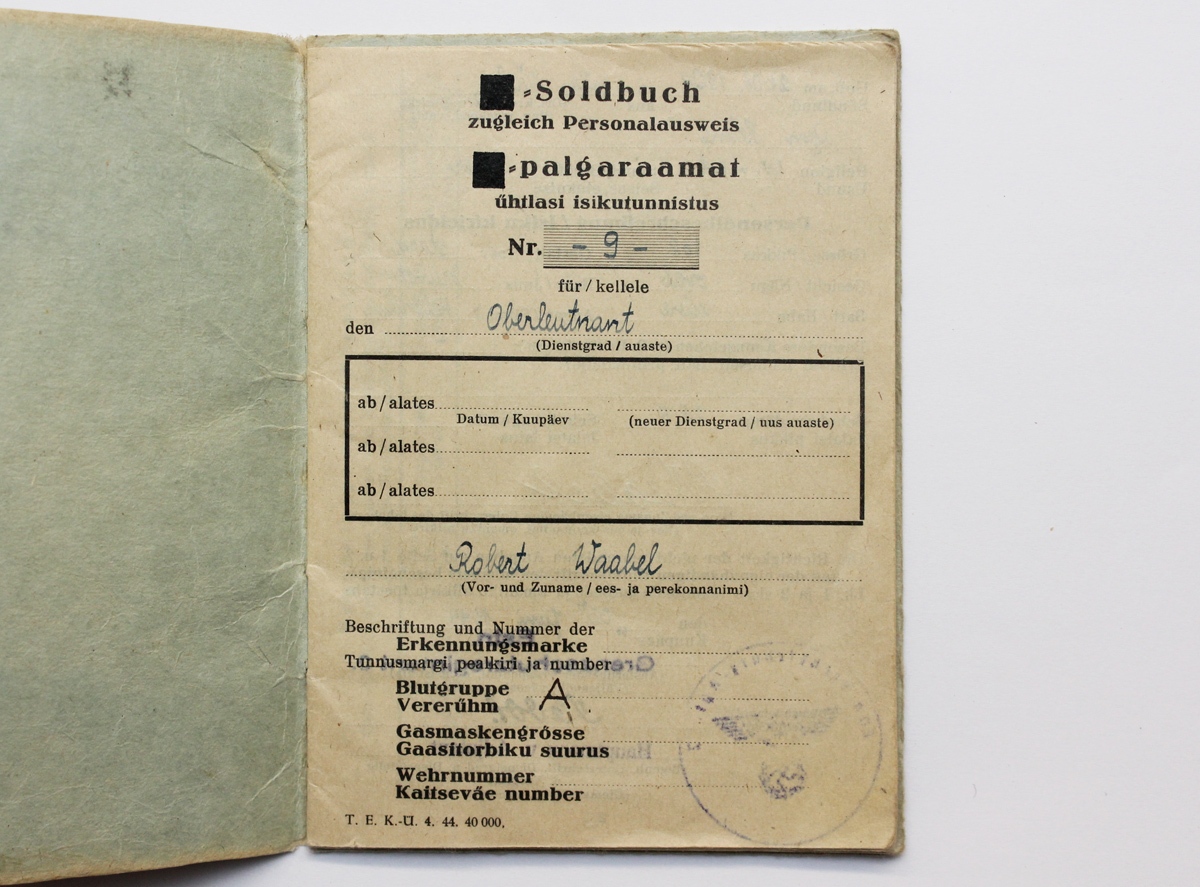 -Soldbuch
zugleich Personalausweis
-palgaraamat
űhtlasi isikutunnistus
Nr. - 9 -
für / kellele
den Oberleutnant
(Dienstgrad / auaste)
ab / alates
Datum / Kuupäev (neuer Dienstgrad / uus auaste)
ab / alates
ab / alates
Robert Waabel
(Vor- und Zuname / ees- ja perekonnanimi)
Beschriftung und Nummer der
Erkennungsmarke
Tunnusmargi pealkiri ja number
Blutgruppe A
Vererűhm
Gasmaskengrösse
Gaasitorbiku suurus
Wehrnummer
Kaitseväe number
T. E. K.-Ü. 4. 44. 40 000.